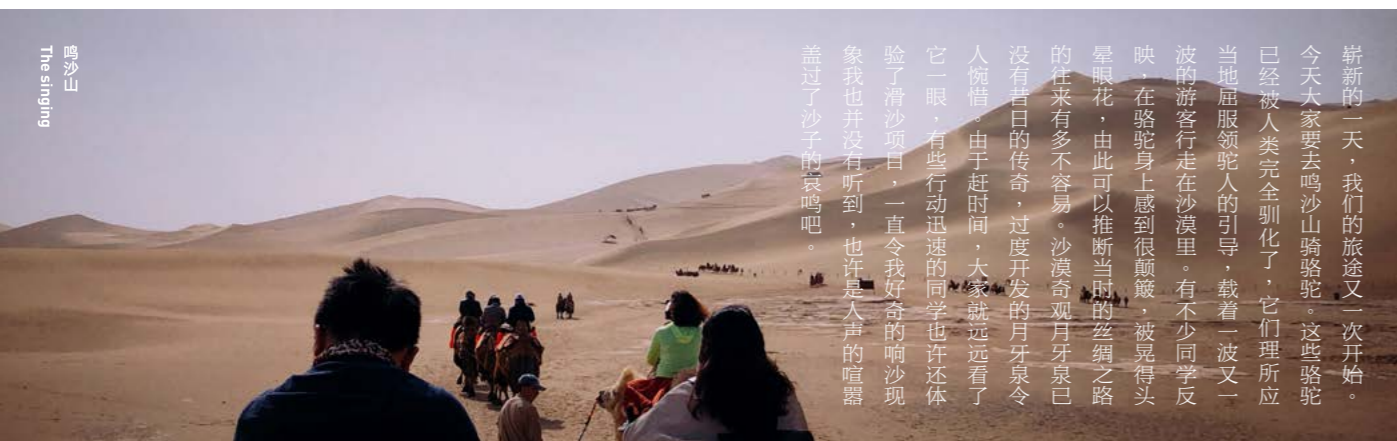 鸣沙山
The singing
崭新的一天，我们的旅途又一次开始。
今天大家要去鸣沙山骑骆驼。这些骆驼
已经被人类完全驯化了，它们理所应
当地屈服领驼人的引导，载着一波又一
波的游客行走在沙漠里。有不少同学反
映，在骆驼身上感到很颠簸，被晃得头
晕眼花，由此可以推断当时的丝绸之路
的往来有多不容易。沙漠奇观月牙泉已
没有昔日的传奇，过度开发的月牙泉令
人惋惜。由于赶时间，大家就远远看了
它一眼，有些行动迅速的同学也许还体
验了滑沙项目，一直令我好奇的响沙现
象我也并没有听到，也许是人声的喧嚣
盖过了沙子的哀鸣吧。